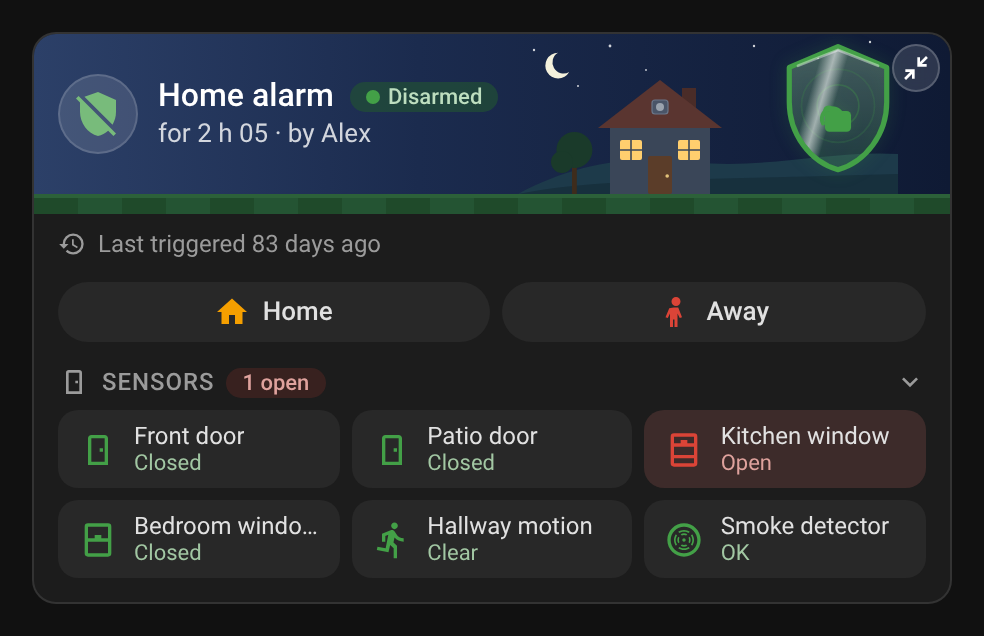 Home alarm
Disarmed
for 2 h 05 · by Alex
Last triggered 83 days ago
Home
Away
SENSORS
1 open
Front door
Closed
Patio door
Closed
Kitchen window
Open
Bedroom windo...
Closed
Hallway motion
Clear
Smoke detector
OK